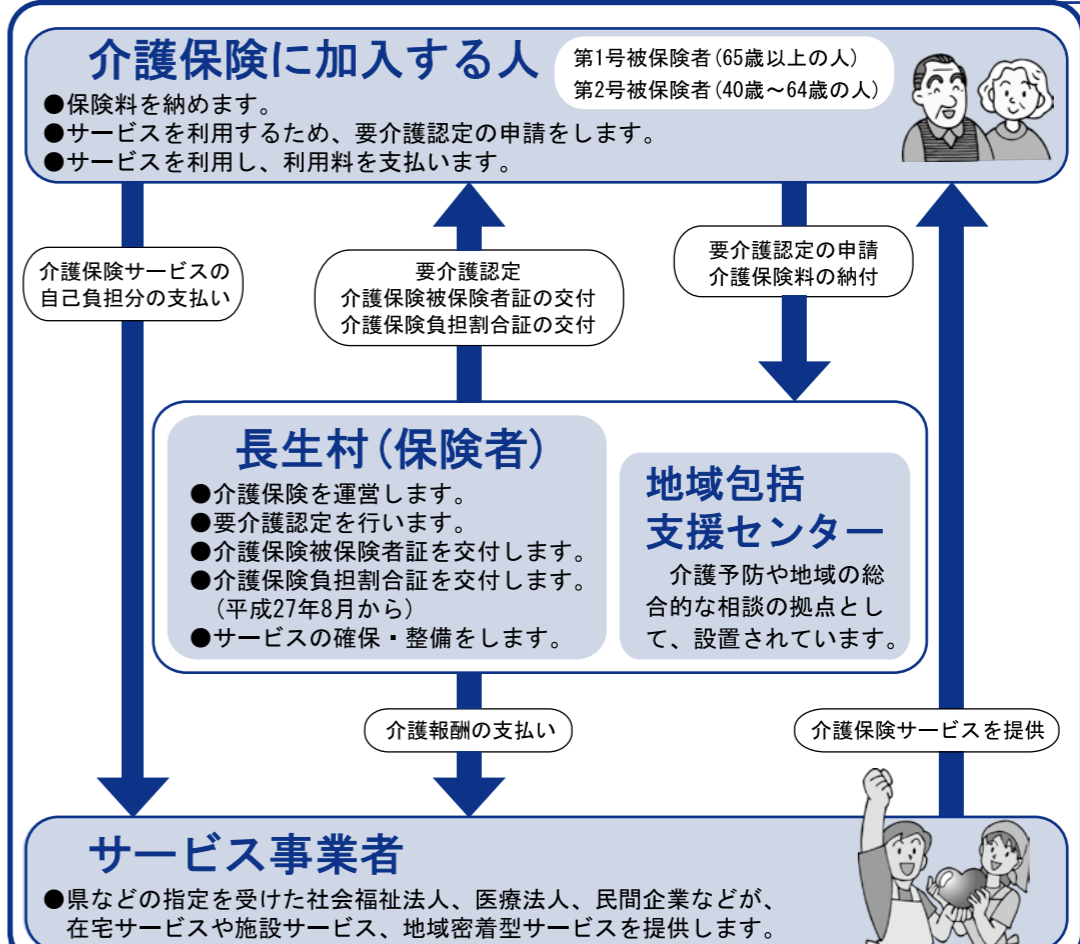 介護保険に加入する人
第1号被保険者(65歳以上の人)
第2号被保険者(40歳～64歳の人)
●保険料を納めます。
●サービスを利用するため、要介護認定の申請をします。
●サービスを利用し、利用料を支払います。
介護保険サービスの
自己負担分の支払い
要介護認定
介護保険被保険者証の交付
介護保険負担割合証の交付
要介護認定の申請
介護保険料の納付
長生村(保険者)
●介護保険を運営します。
●要介護認定を行います。
●介護保険被保険者証を交付します。
●介護保険負担割合証を交付します。
(平成27年8月から)
●サービスの確保・整備をします。
地域包括
支援センター
介護予防や地域の総
合的な相談の拠点とし
て、設置されています。
介護報酬の支払い
介護保険サービスを提供
サービス事業者
●県などの指定を受けた社会福祉法人、医療法人、民間企業などが、
在宅サービスや施設サービス、地域密着型サービスを提供します。